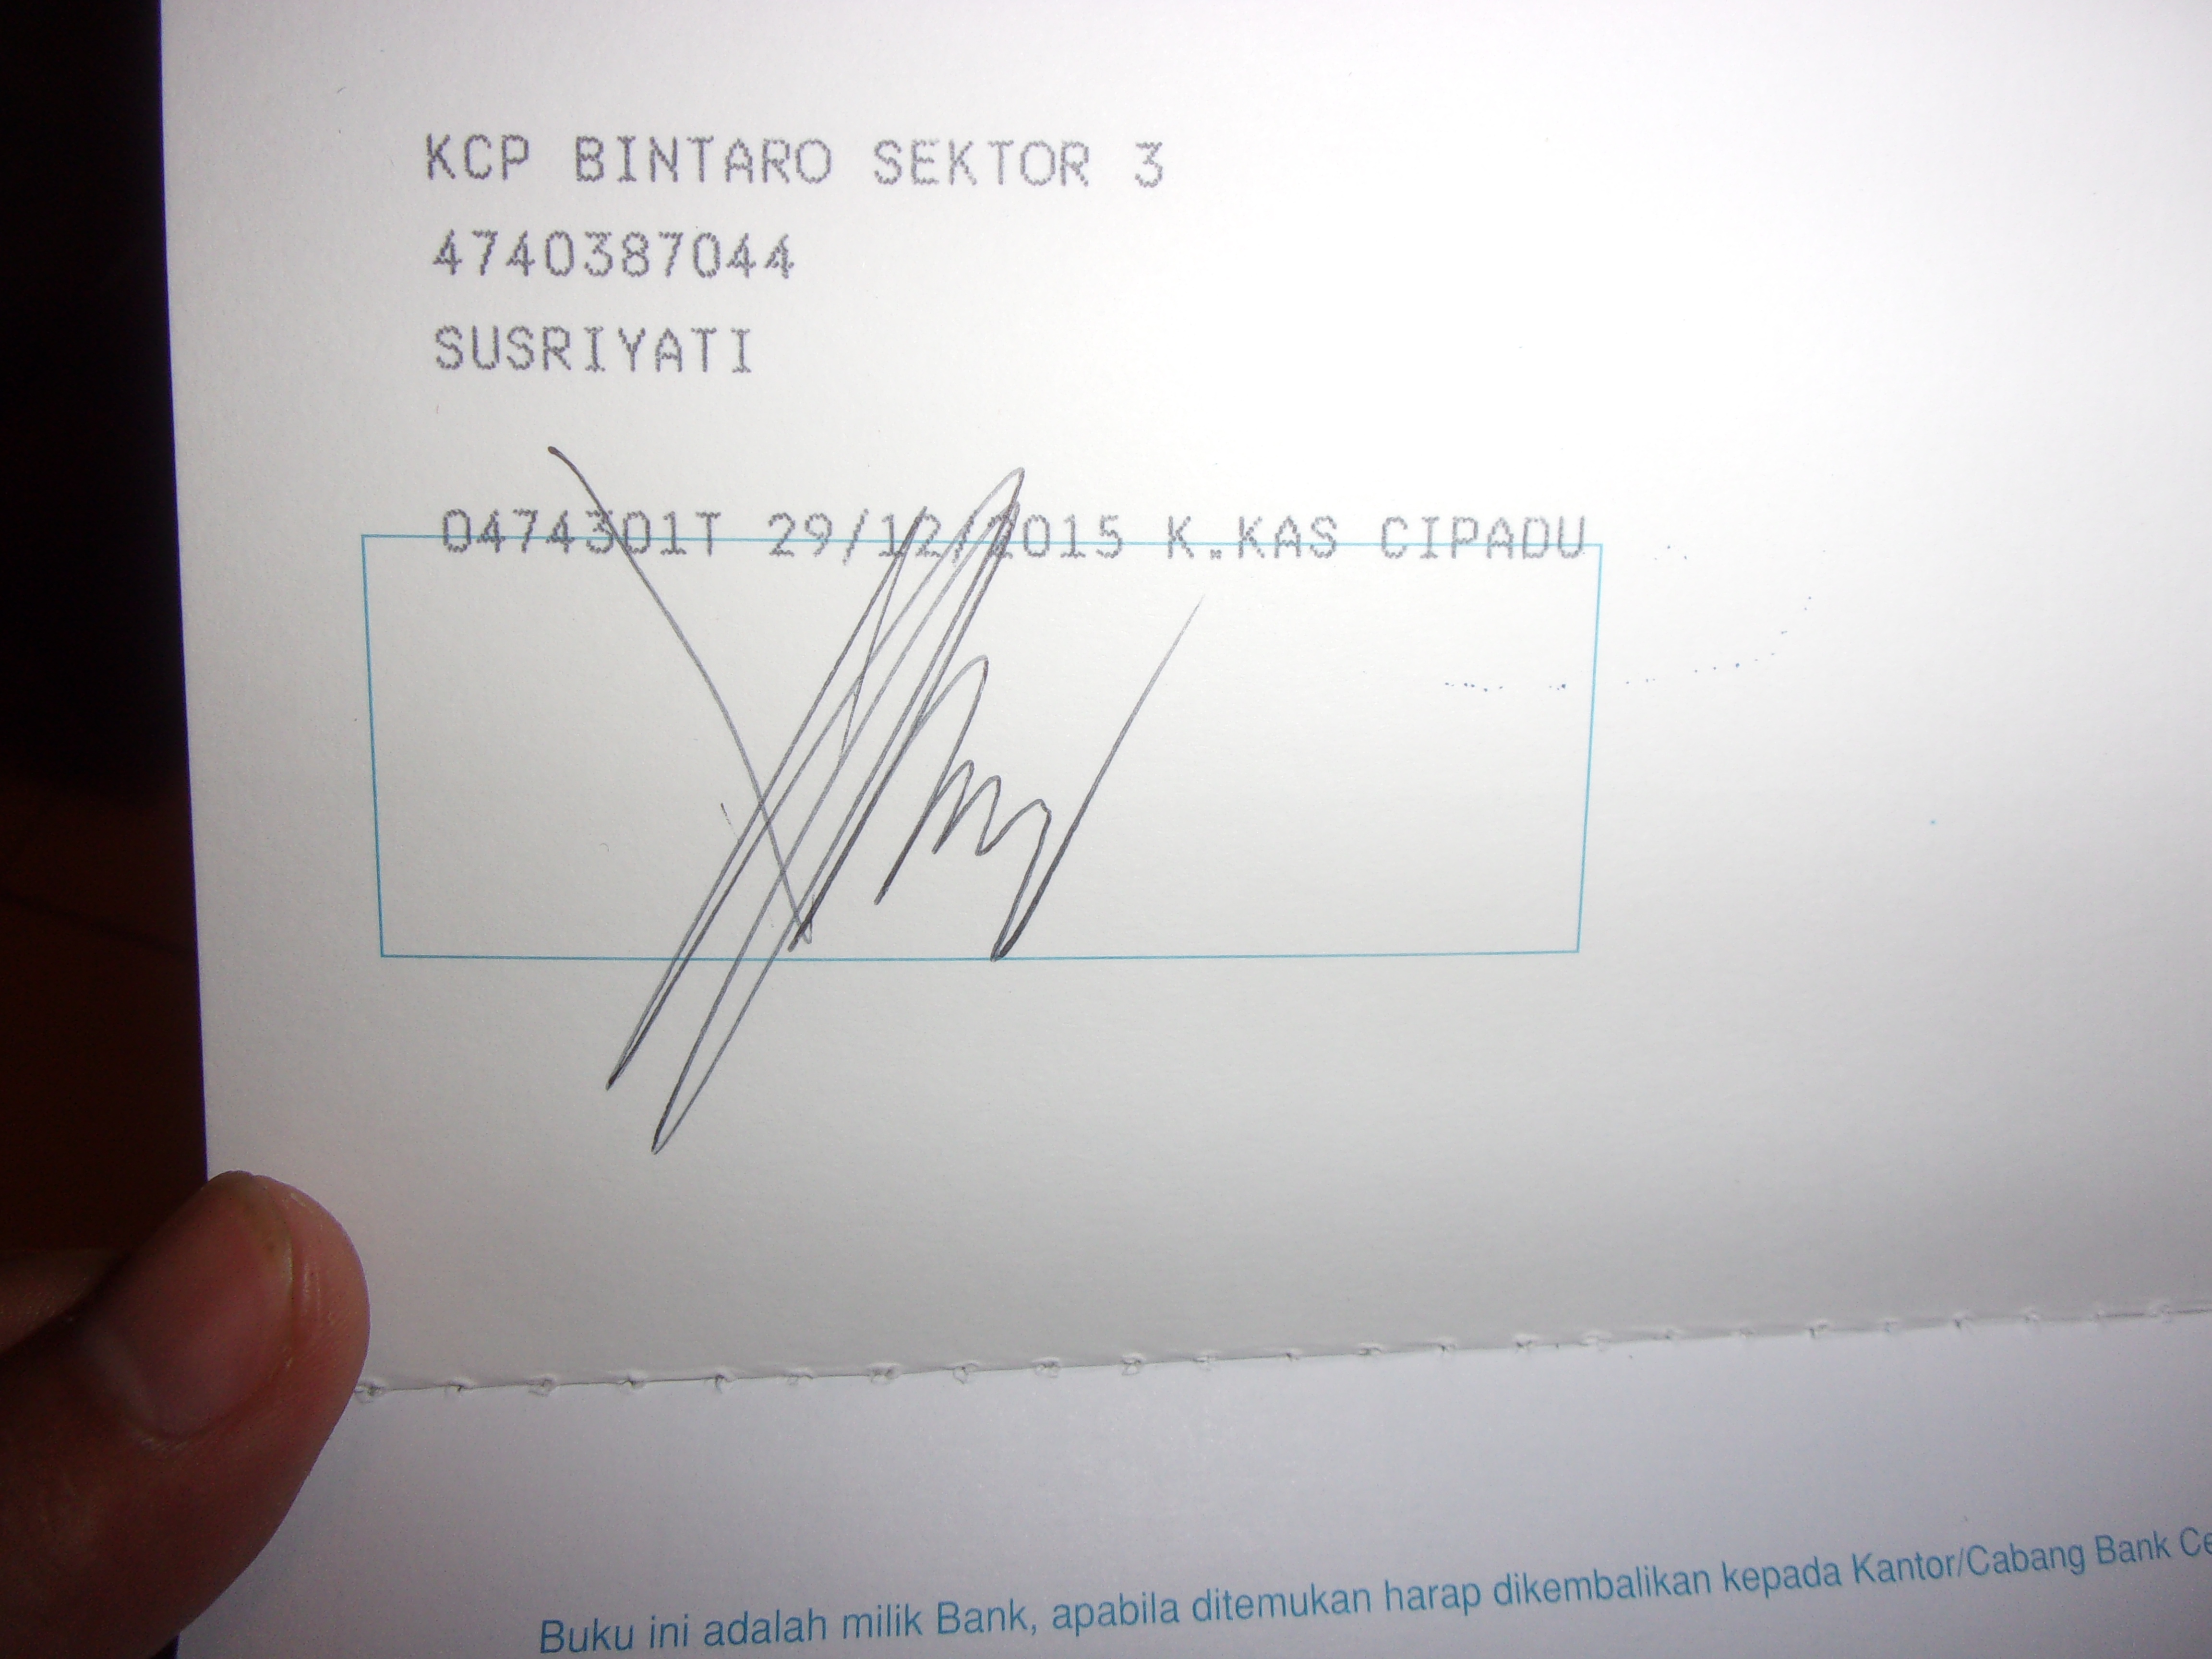 KCP BINTARO SEKTOR 3
4740387044
SUSRIYATI
0474301T 29/12/2015 K.KAS CIPADU
Buku ini adalah milik Bank, apabila ditemukan harap dikembalikan kepada Kantor/Cabang Bank Ce